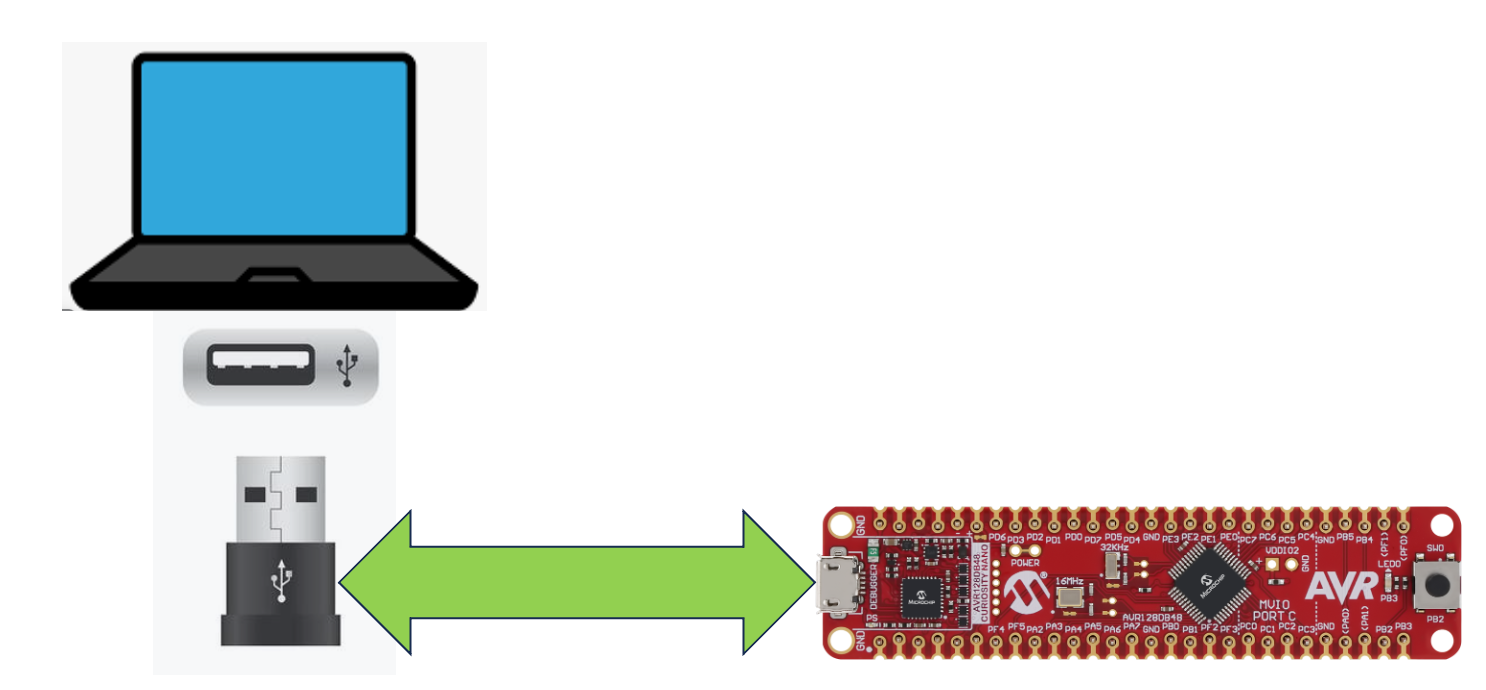 GND
PD6 PD3 PD2 PD1 PD0 PD7 PD5 PD4 GND PE3 PE2 PE1 PE0 PC7 PC6 PC5 PC4 GND PB5 PB4 (PF1) (PF0)
DEBUGGER
PS
MICROCHIP
AVR128DB48
CURIOSITY NANO
POWER
®
16MHz
32KHz
AVR128DB48
MICROCHIP
VDDIO2
GND
MVIO
PORT C
AVR
LED0
PB3
SW0
PB2
GND
PF4 PF5 PA2 PA3 PA4 PA5 PA6 PA7 GND PB0 PB1 PF2 PF3 PC0 PC1 PC2 PC3 GND (PA0) (PA1) PB2 PB3